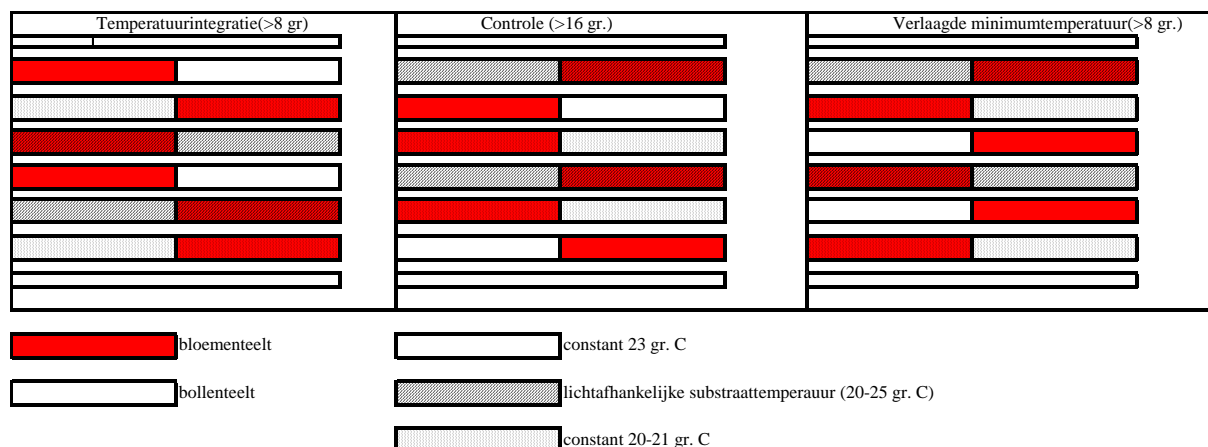 Temperatuurintegratie(>8 gr)
Controle (>16 gr.)
Verlaagde minimumtemperatuur(>8 gr.)
bloementeelt
constant 23 gr. C
bollenteelt
lichtafhankelijke substraattemperauur (20-25 gr. C)
constant 20-21 gr. C